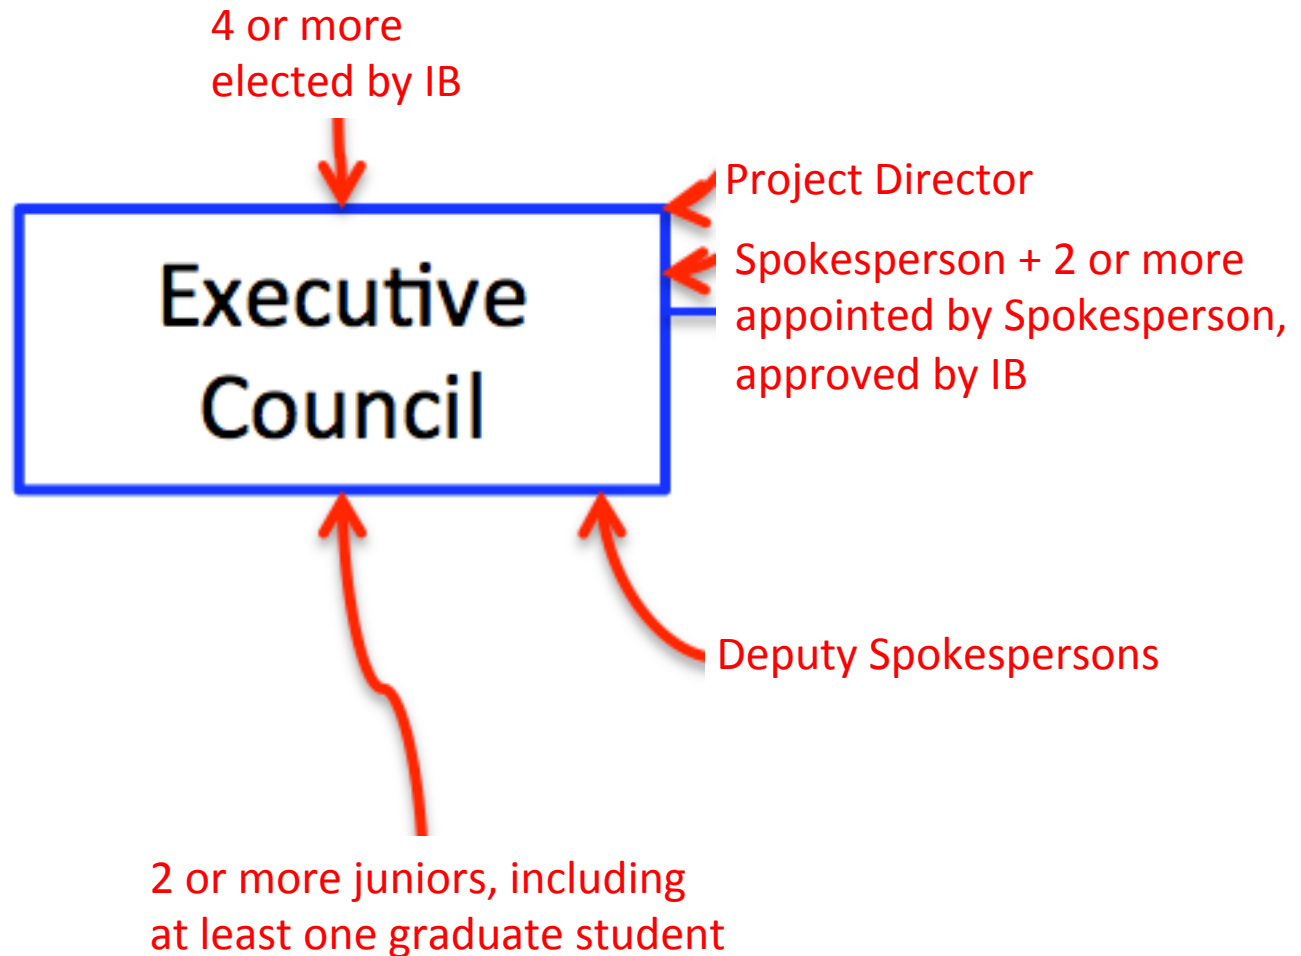 4 or more
elected by IB
Project Director
Executive
Council
Spokesperson + 2 or more
appointed by Spokesperson,
approved by IB
Deputy Spokespersons
2 or more juniors, including
at least one graduate student